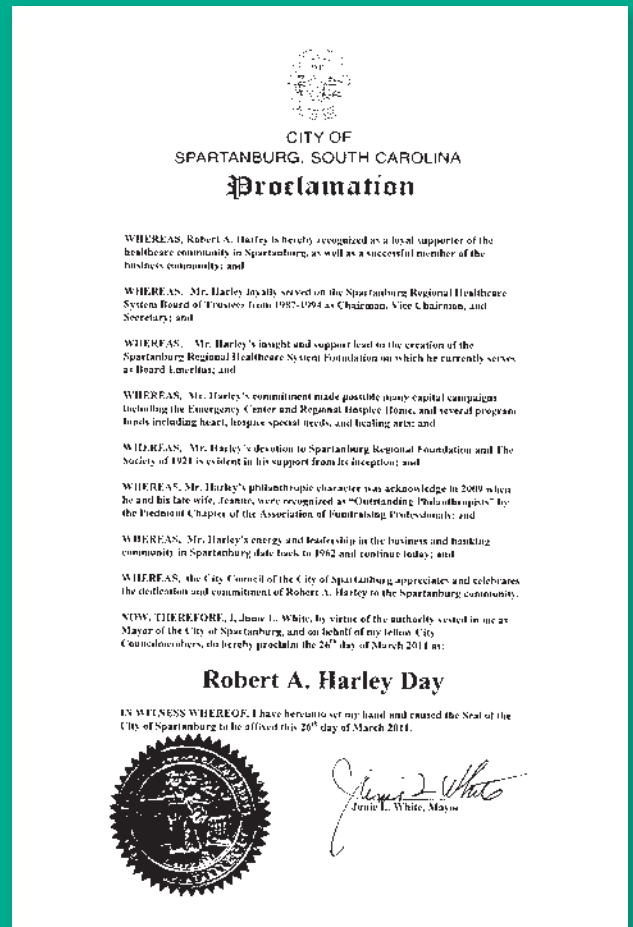 CITY OF
SPARTANBURG, SOUTH CAROLINA
Proclamation
WHEREAS, Robert A. Harley is hereby recognized as a loyal supporter of the
healthcare community in Spartanburg, as well as a successful member of the
business community; and
WHEREAS, Mr. Harley loyally served on the Spartanburg Regional Healthcare
System Board of Trustees from 1987-1994 as Chairman, Vice Chairman, and
Secretary; and
WHEREAS, Mr. Harley's insight and support lead to the creation of the
Spartanburg Regional Healthcare System Foundation on which he currently serves
as Board Emeritus; and
WHEREAS, Mr. Harley's commitment made possible many capital campaigns
including the Emergency Center and Regional Hospice Home, and several program
funds including heart, hospice special needs, and healing arts; and
WHEREAS, Mr. Harley's devotion to Spartanburg Regional Foundation and The
Society of 1921 is evident in his support from its inception; and
WHEREAS, Mr. Harley's philanthropic character was acknowledge in 2009 when
he and his late wife, Jeanne, were recognized as "Outstanding Philanthropists" by
the Piedmont Chapter of the Association of Fundraising Professionals; and
WHEREAS, Mr. Harley's energy and leadership in the business and banking
community in Spartanburg date back to 1962 and continue today; and
WHEREAS, the City Council of the City of Spartanburg appreciates and celebrates
the dedication and commitment of Robert A. Harley to the Spartanburg community.
NOW, THEREFORE, I, Junie L. White, by virtue of the authority vested in me as
Mayor of the City of Spartanburg, and on behalf of my fellow City
Councilmembers, do hereby proclaim the 26th day of March 2011 as:
Robert A. Harley Day
IN WITNESS WHEREOF, I have hereunto set my hand and caused the Seal of the
City of Spartanburg to be affixed this 26th day of March 2011.
Junie L White
Junie L. White, Mayor